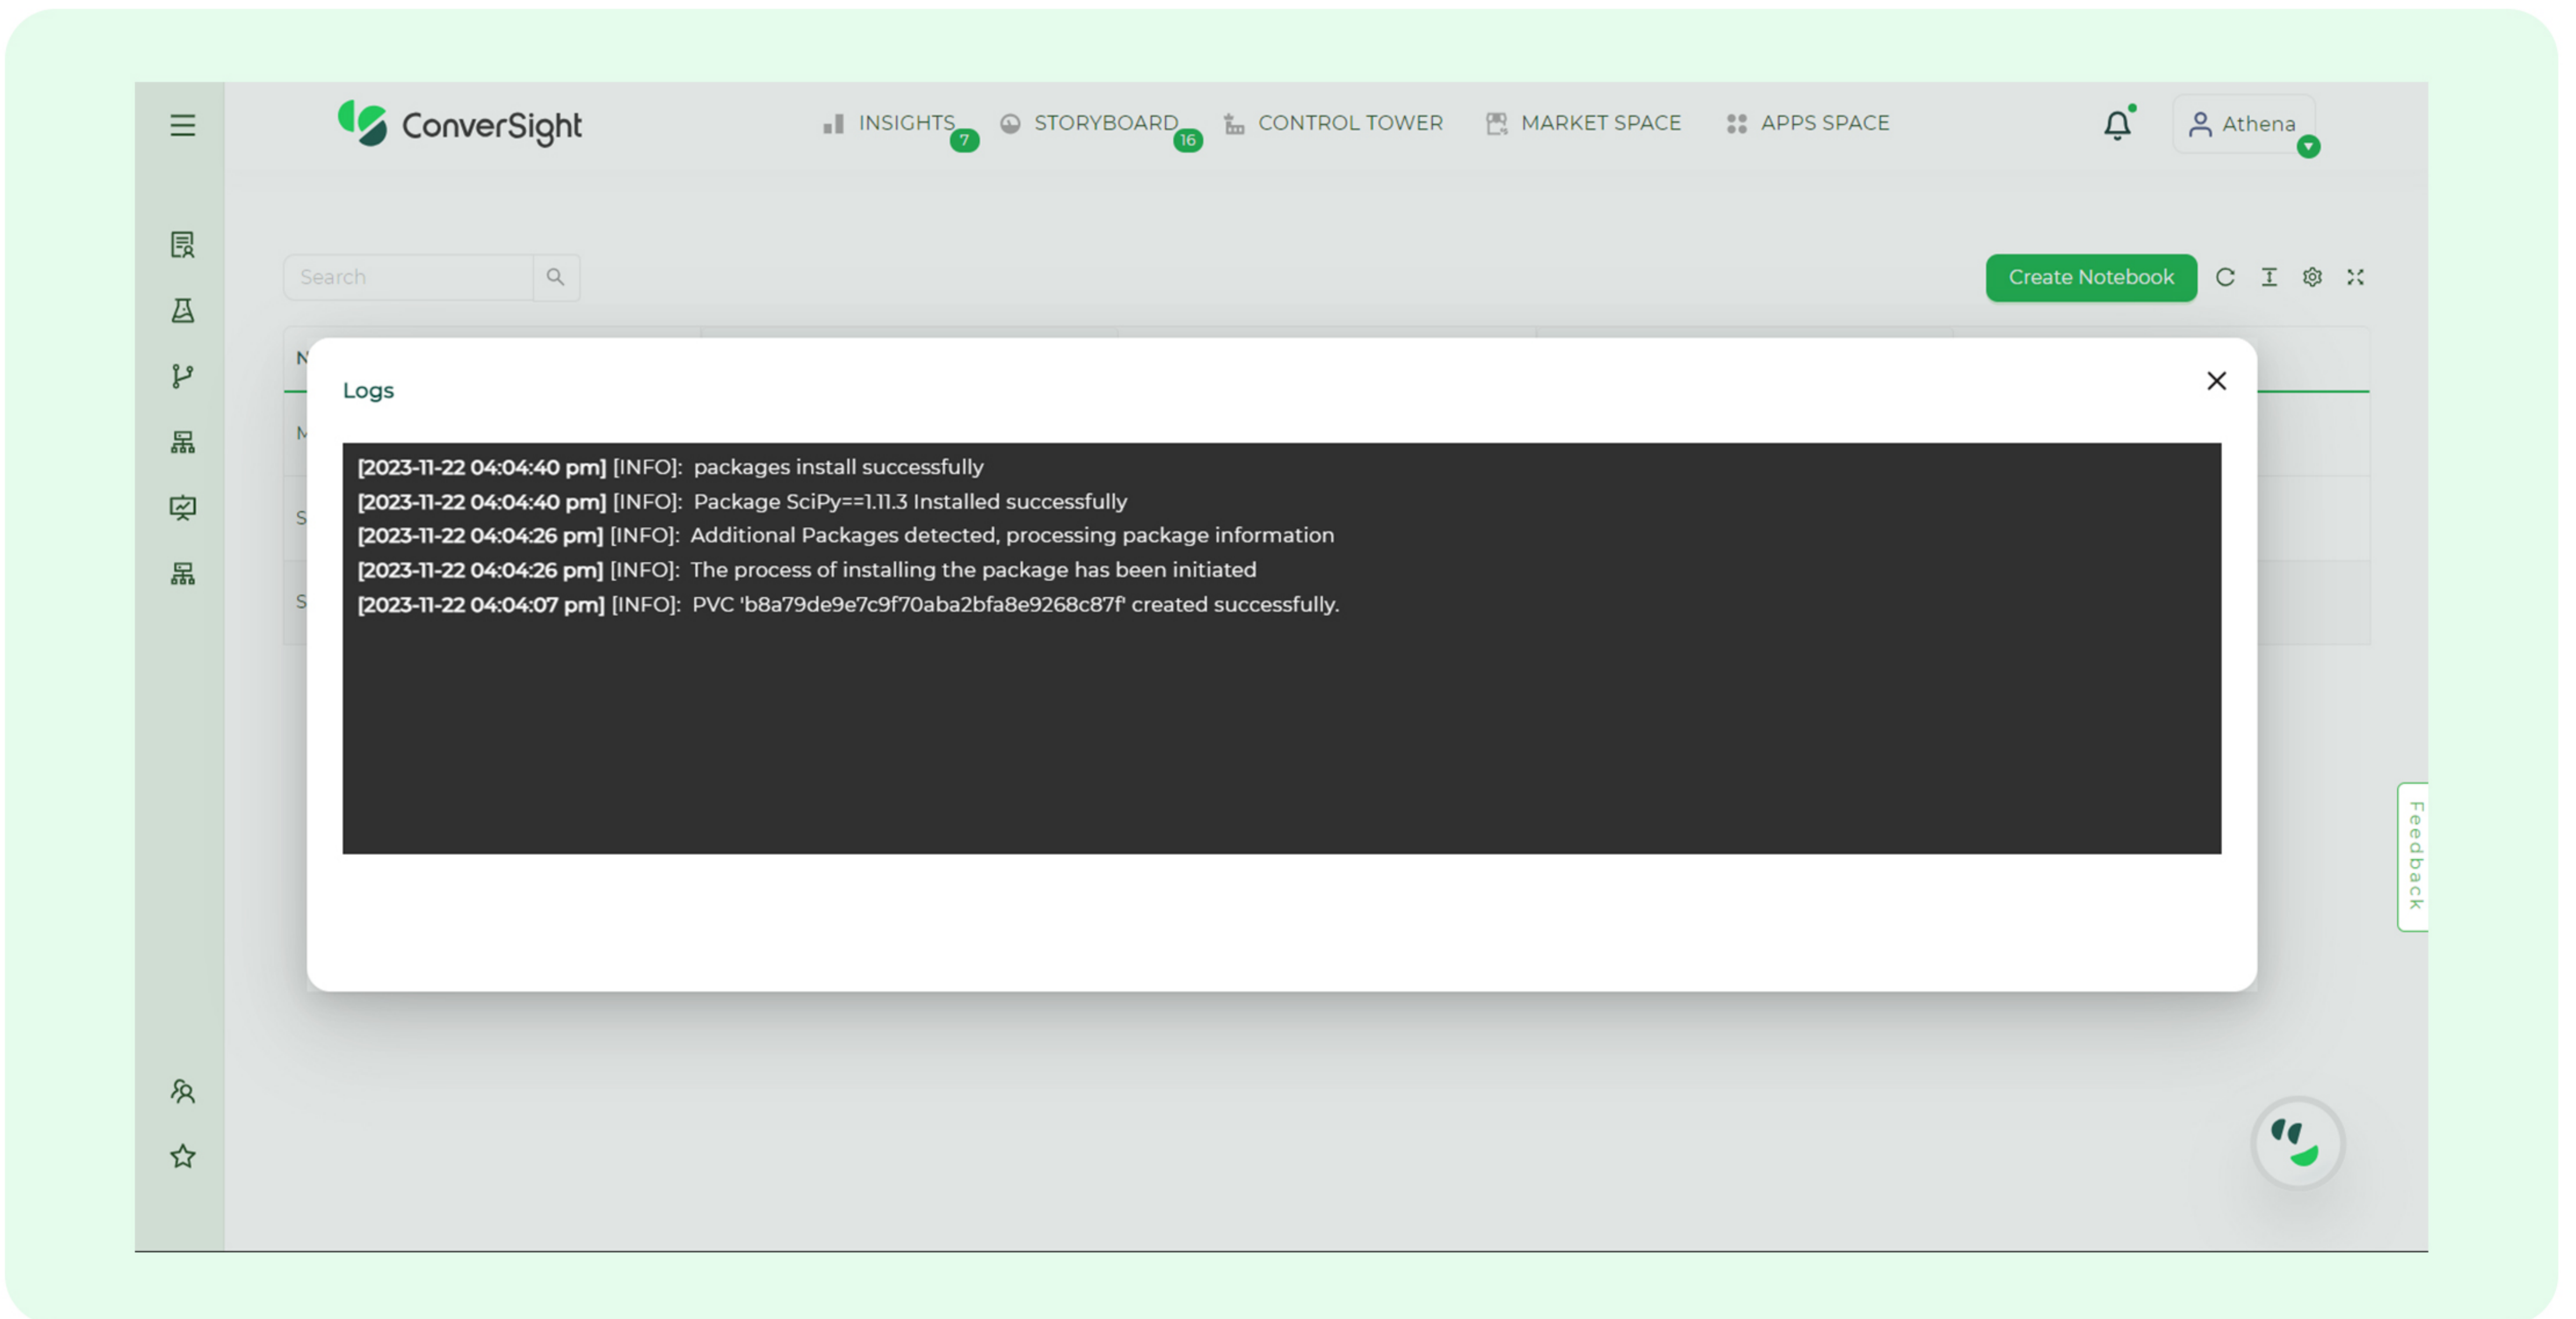 ConverSight
INSIGHTS 7 STORYBOARD 16 CONTROL TOWER MARKET SPACE APPS SPACE
Athena
Search
Create Notebook
Logs
[2023-11-22 04:04:40 pm] [INFO]: packages install successfully
[2023-11-22 04:04:40 pm] [INFO]: Package SciPy==1.11.3 Installed successfully
[2023-11-22 04:04:26 pm] [INFO]: Additional Packages detected, processing package information
[2023-11-22 04:04:26 pm] [INFO]: The process of installing the package has been initiated
[2023-11-22 04:04:07 pm] [INFO]: PVC 'b8a79de9e7c9f70aba2bfa8e9268c87f' created successfully.
Feedback